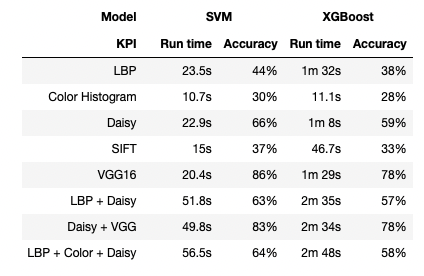 Model SVM XGBoost
KPI Run time Accuracy Run time Accuracy
LBP 23.5s 44% 1m 32s 38%
Color Histogram 10.7s 30% 11.1s 28%
Daisy 22.9s 66% 1m 8s 59%
SIFT 15s 37% 46.7s 33%
VGG16 20.4s 86% 1m 29s 78%
LBP + Daisy 51.8s 63% 2m 35s 57%
Daisy + VGG 49.8s 83% 2m 34s 78%
LBP + Color + Daisy 56.5s 64% 2m 48s 58%